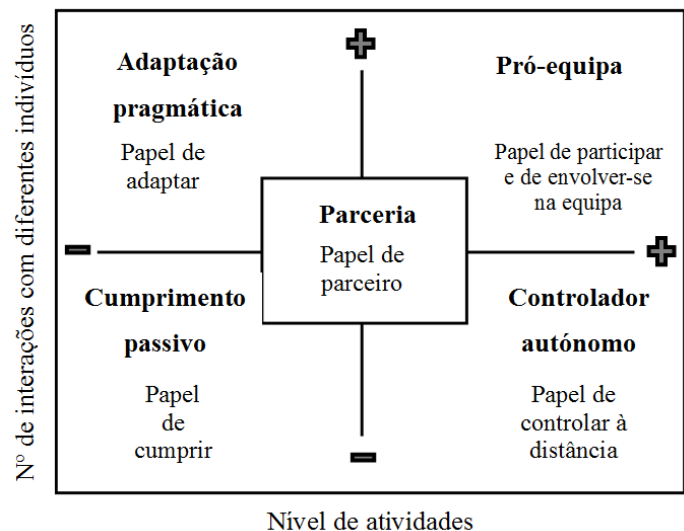 Nº de interações com diferentes indivíduos
Adaptação
pragmática
Papel de
adaptar
Pró-equipa
Papel de participar
e de envolver-se
na equipa
Parceria
Papel de
parceiro
Cumprimento
passivo
Papel
de
cumprir
Controlador
autónomo
Papel de
controlar à
distância
Nível de atividades